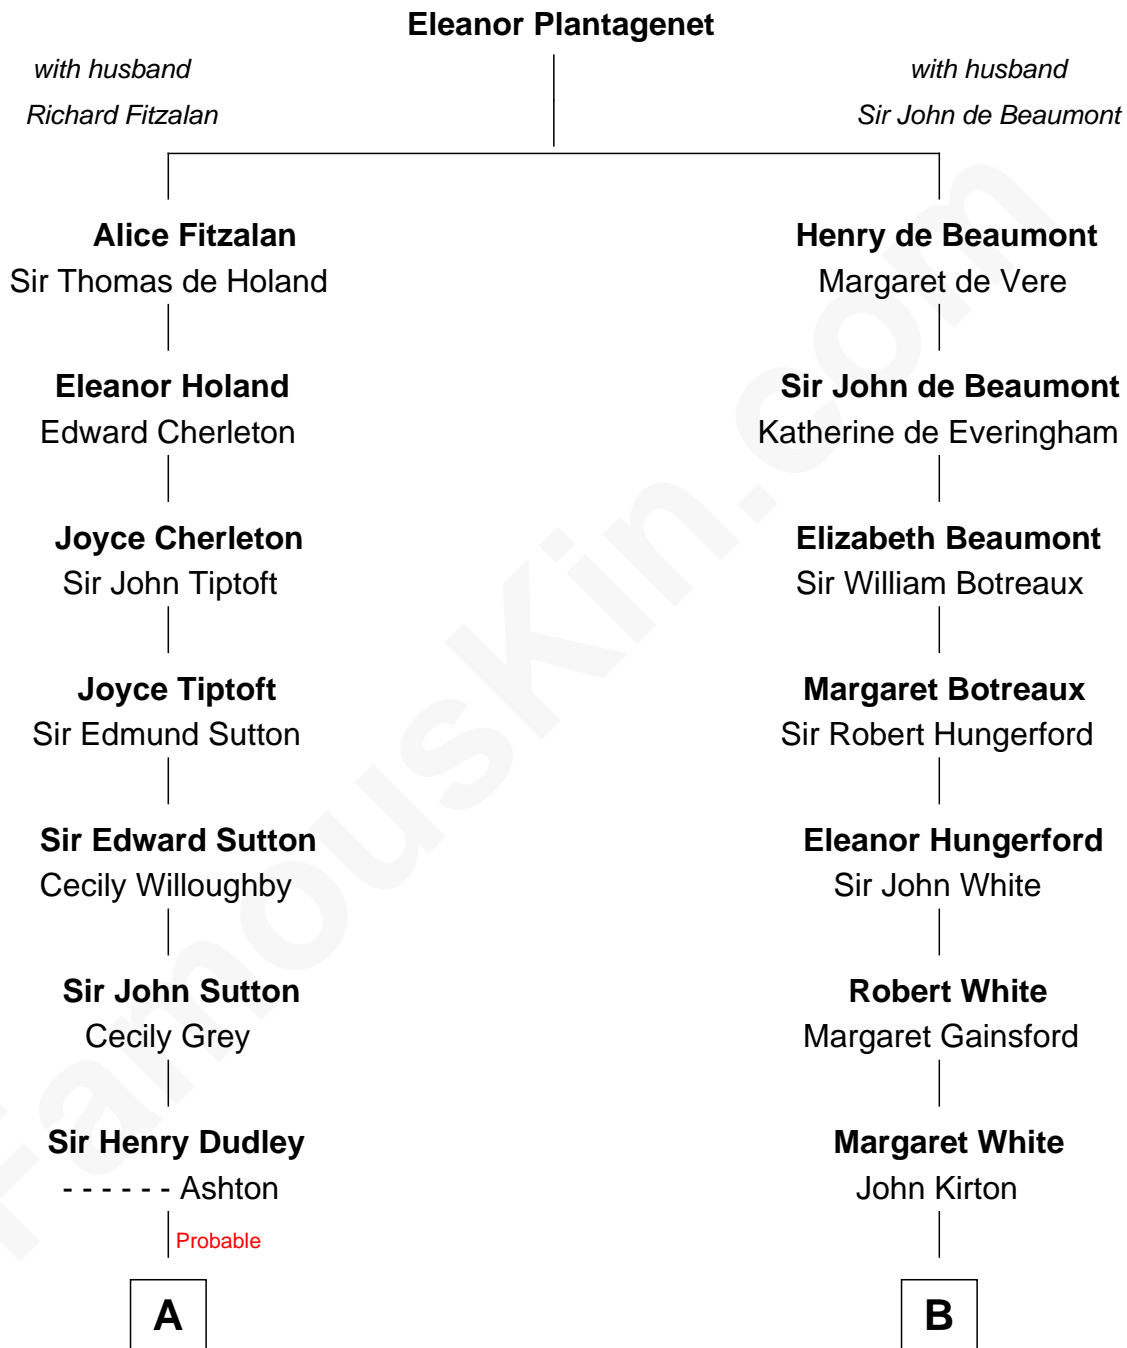 Eleanor Plantagenet
with husband
Richard Fitzalan
with husband
Sir John de Beaumont
Alice Fitzalan
Sir Thomas de Holand
Henry de Beaumont
Margaret de Vere
Eleanor Holand
Edward Cherleton
Sir John de Beaumont
Katherine de Everingham
Joyce Cherleton
Sir John Tiptoft
Elizabeth Beaumont
Sir William Botreaux
Joyce Tiptoft
Sir Edmund Sutton
Margaret Botreaux
Sir Robert Hungerford
Sir Edward Sutton
Cecily Willoughby
Eleanor Hungerford
Sir John White
Sir John Sutton
Cecily Grey
Robert White
Margaret Gainsford
Sir Henry Dudley
- - - - - - Ashton
Margaret White
John Kirton
Probable
A
B
FamousKin.com